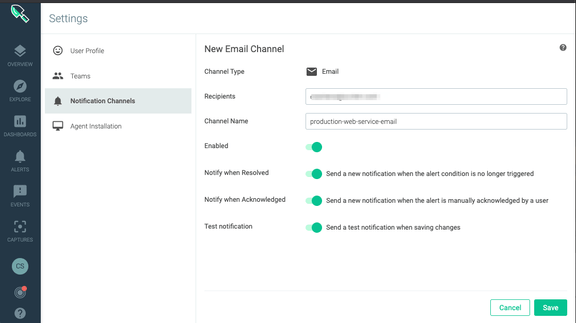 Settings
OVERVIEW
EXPLORE
DASHBOARDS
ALERTS
EVENTS
CAPTURES
CS
User Profile
Teams
Notification Channels
Agent Installation
New Email Channel
Channel Type
Email
Recipients
Channel Name
production-web-service-email
Enabled
Notify when Resolved
Send a new notification when the alert condition is no longer triggered
Notify when Acknowledged
Send a new notification when the alert is manually acknowledged by a user
Test notification
Send a test notification when saving changes
Cancel
Save